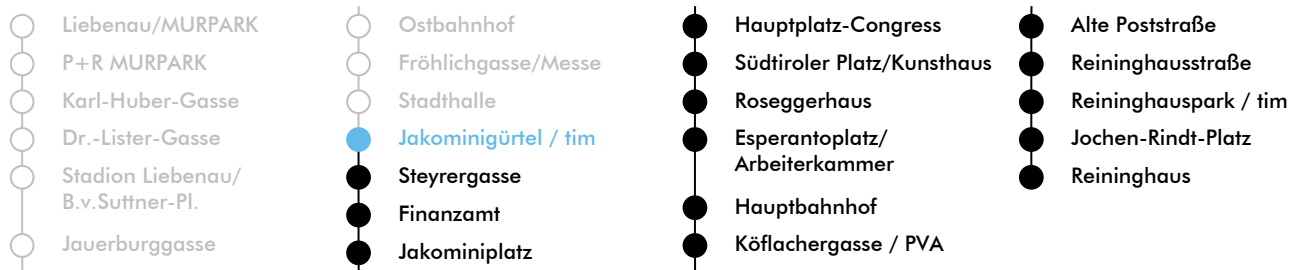 Liebenau/MURPARK
P+R MURPARK
Karl-Huber-Gasse
Dr.-Lister-Gasse
Stadion Liebenau/
B.v.Suttner-Pl.
Jauerburggasse
Ostbahnhof
Fröhlichgasse/Messe
Stadthalle
Jakominigürtel / tim
Steyrergasse
Finanzamt
Jakominiplatz
Hauptplatz-Congress
Südtiroler Platz/Kunsthaus
Roseggerhaus
Esperantoplatz/
Arbeiterkammer
Hauptbahnhof
Köflachergasse / PVA
Alte Poststraße
Reininghausstraße
Reininghauspark / tim
Jochen-Rindt-Platz
Reininghaus